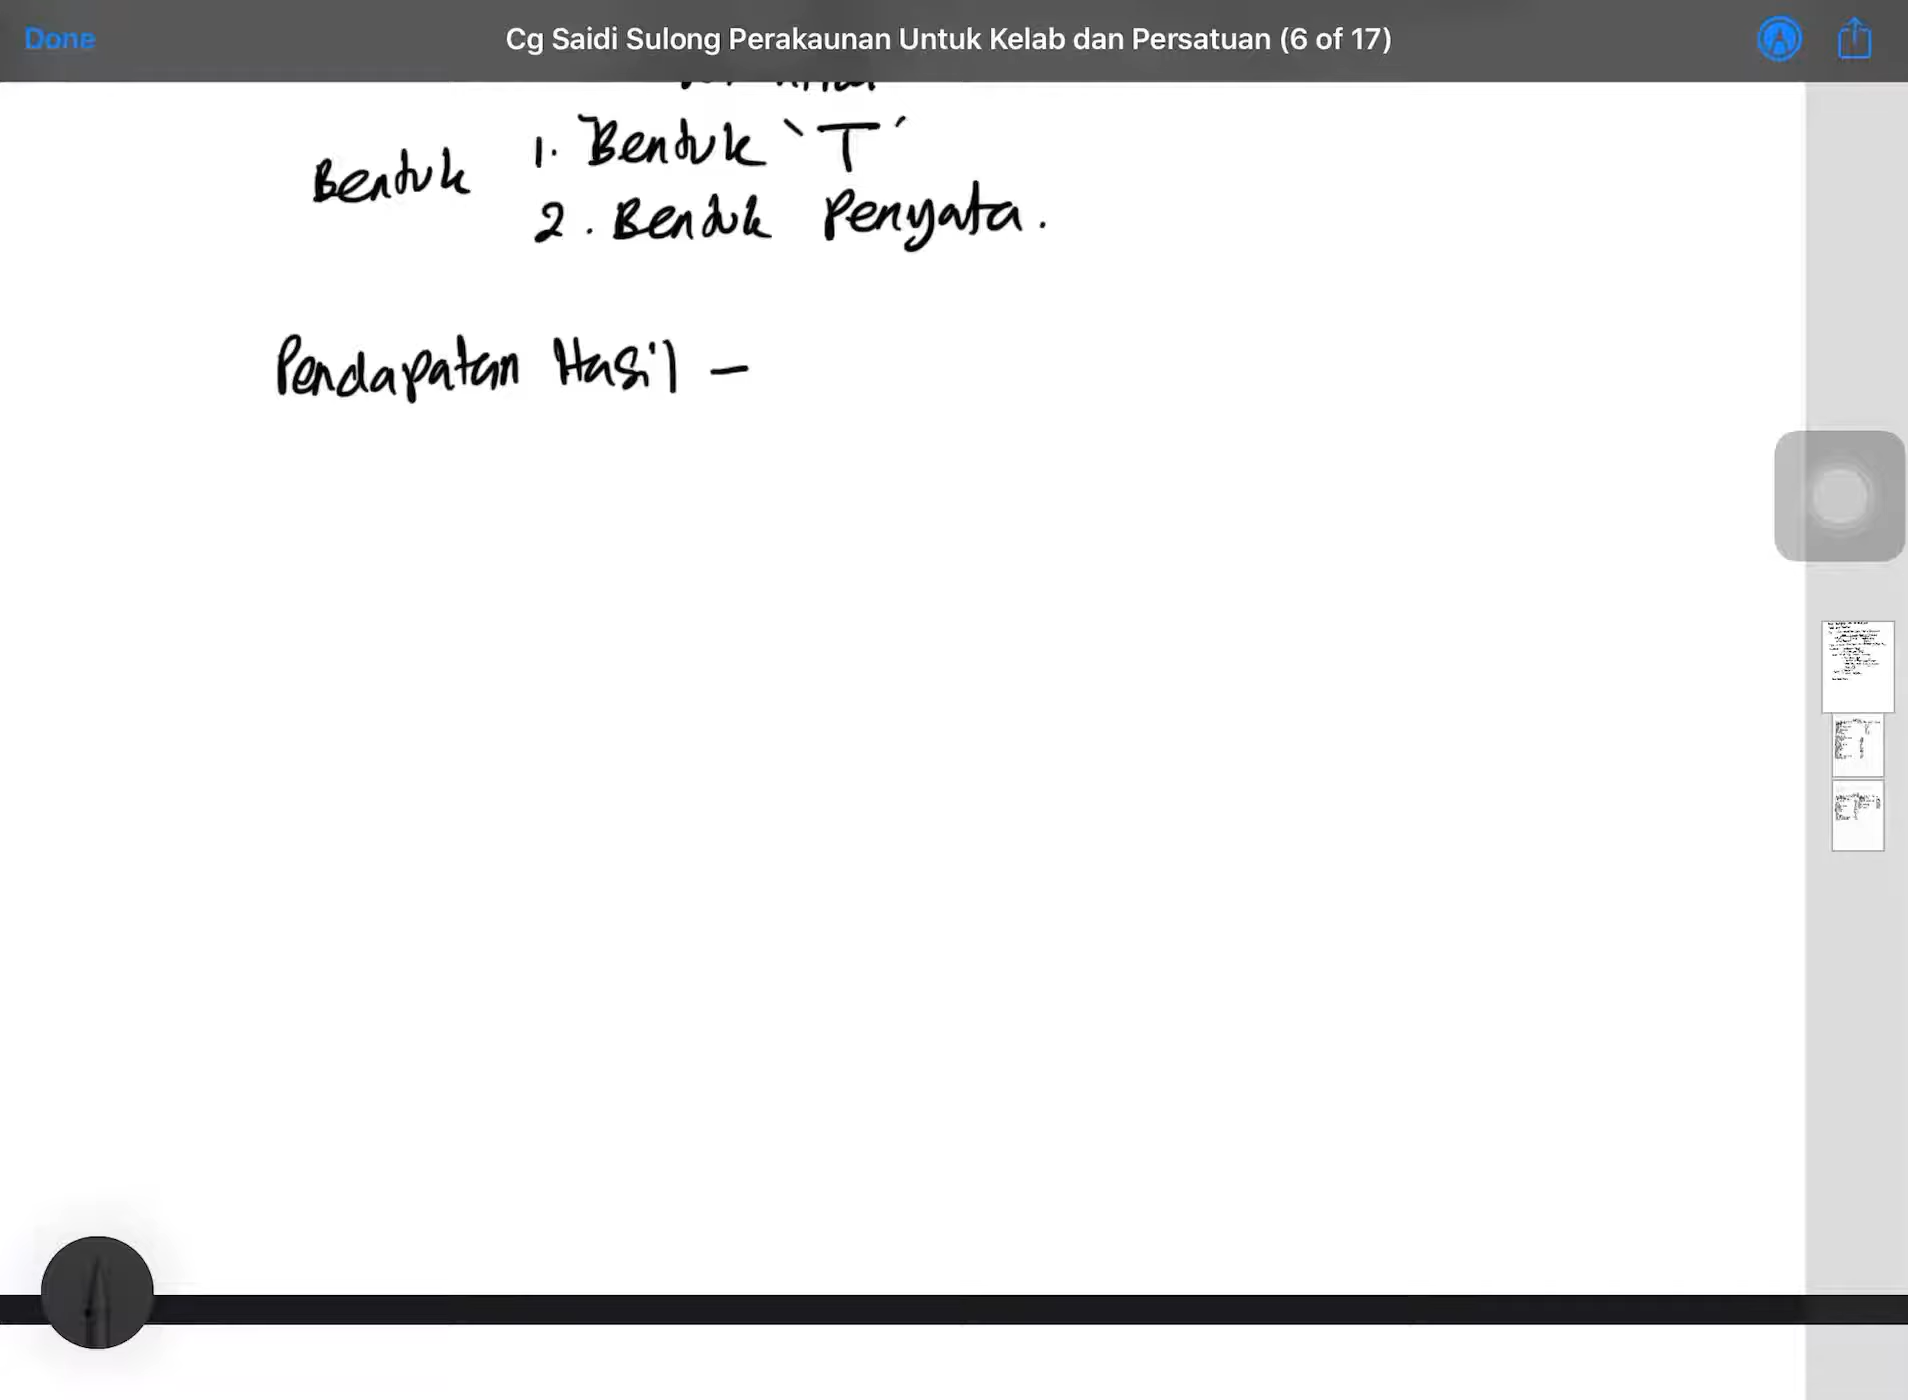 Done
Cg Saidi Sulong Perakaunan Untuk Kelab dan Persatuan (6 of 17)
Bentuk
1. Bentuk 'T'
2. Bentuk Penyata.
Pendapatan Hasil -